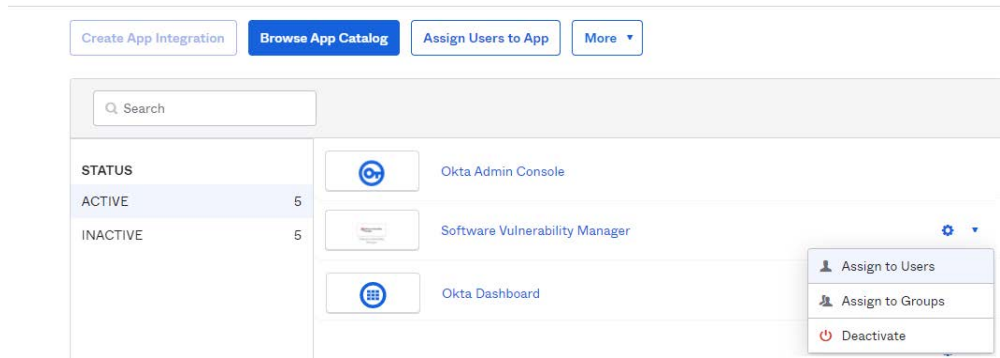 Create App Integration
Browse App Catalog
Assign Users to App
More
Search
STATUS
ACTIVE 5
INACTIVE 5
Okta Admin Console
Software Vulnerability Manager
Okta Dashboard
Assign to Users
Assign to Groups
Deactivate